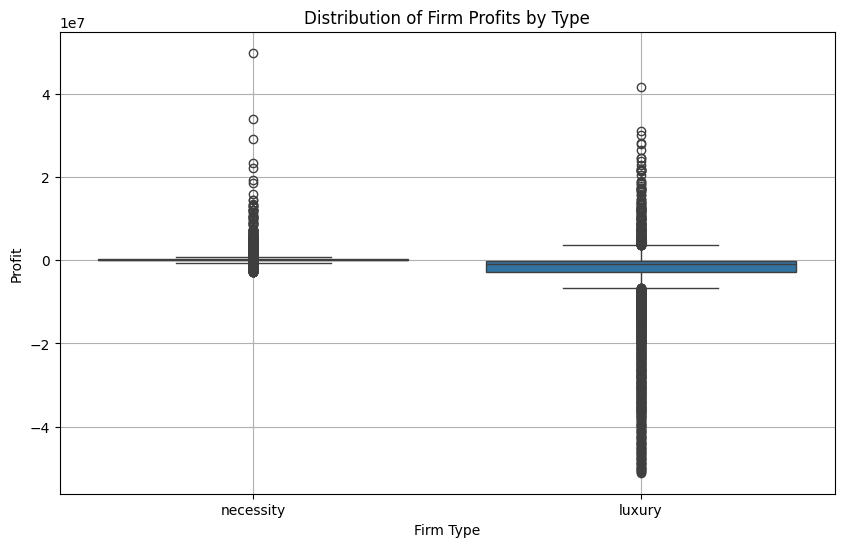 Distribution of Firm Profits by Type
1e7
4
2
0
−2
−4
Profit
necessity
luxury
Firm Type